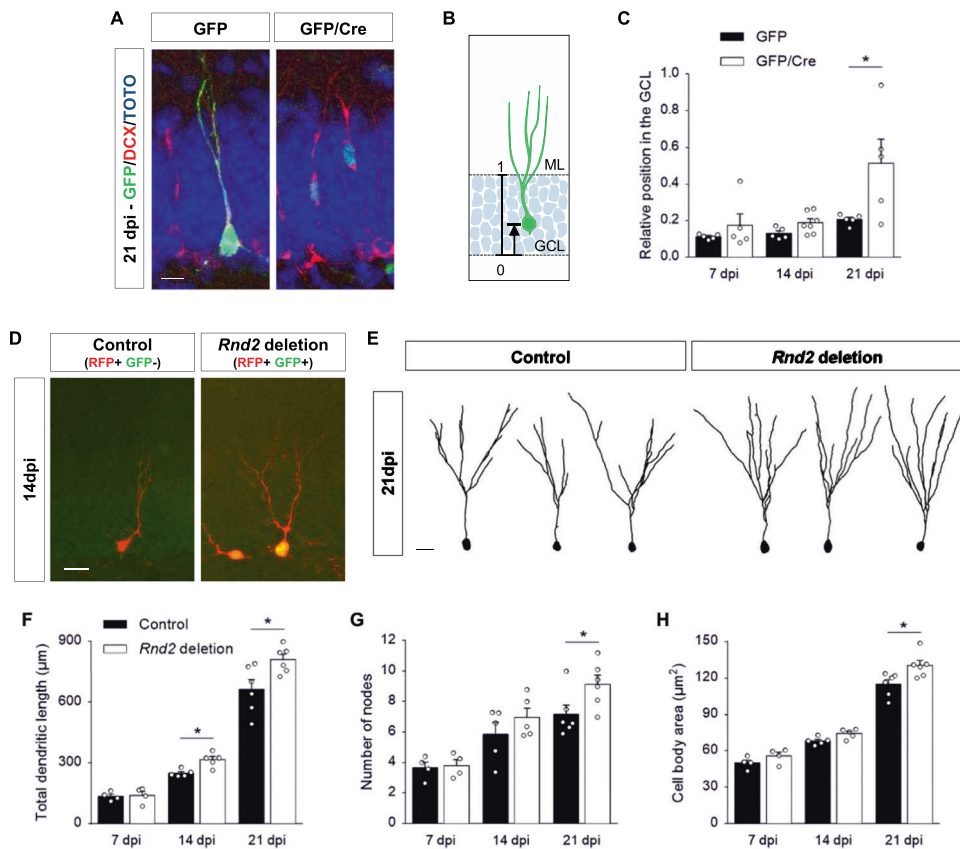 A
GFP
GFP/Cre
21 dpi - GFP/DCX/TOTO
B
1
ML
GCL
0
C
GFP
GFP/Cre
Relative position in the GCL
1.0
0.8
0.6
0.4
0.2
0.0
*
7 dpi
14 dpi
21 dpi
D
Control
(RFP+ GFP-)
Rnd2 deletion
(RFP+ GFP+)
14dpi
E
Control
Rnd2 deletion
21dpi
F
Control
Rnd2 deletion
Total dendritic length (µm)
900
600
300
0
*
*
7 dpi
14 dpi
21 dpi
G
Number of nodes
12
10
8
6
4
2
0
*
7 dpi
14 dpi
21 dpi
H
Cell body area (µm²)
150
120
90
60
30
0
*
7 dpi
14 dpi
21 dpi